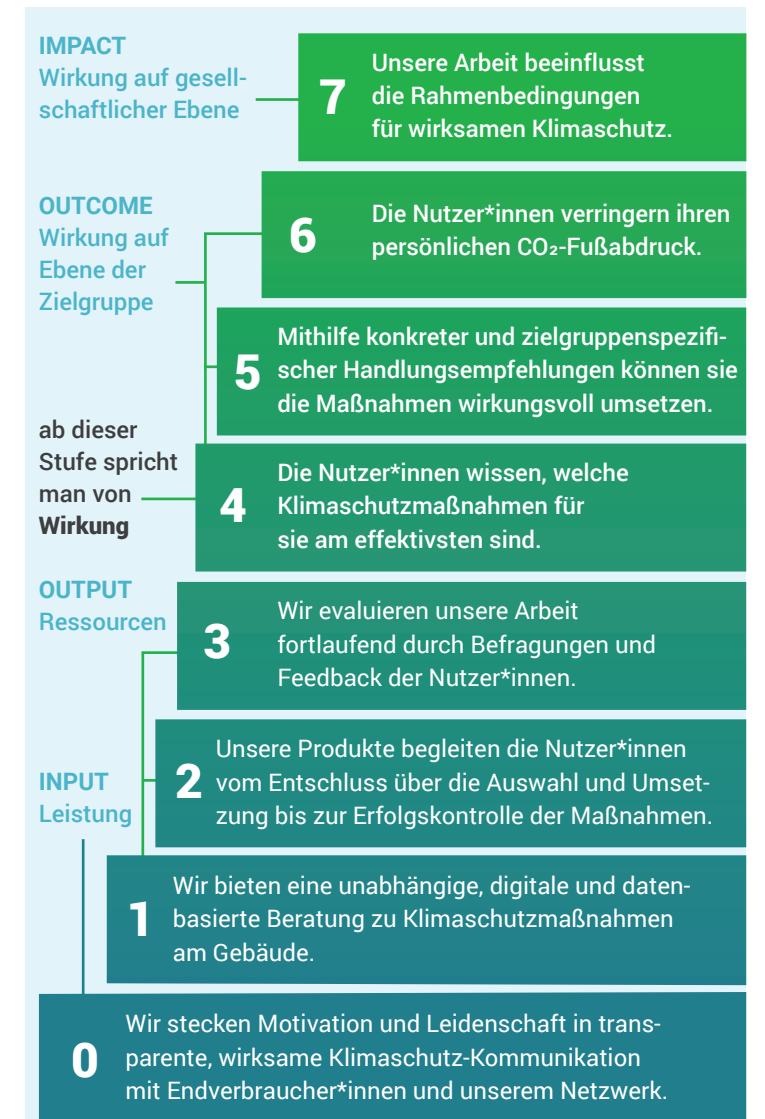 IMPACT
Wirkung auf gesell-
schaftlicher Ebene
7
Unsere Arbeit beeinflusst
die Rahmenbedingungen
für wirksamen Klimaschutz.
OUTCOME
Wirkung auf
Ebene der
Zielgruppe
6
Die Nutzer*innen verringern ihren
persönlichen CO₂-Fußabdruck.
5
Mithilfe konkreter und zielgruppenspezifi-
scher Handlungsempfehlungen können sie
die Maßnahmen wirkungsvoll umsetzen.
ab dieser
Stufe spricht
man von
Wirkung
4
Die Nutzer*innen wissen, welche
Klimaschutzmaßnahmen für
sie am effektivsten sind.
OUTPUT
Ressourcen
3
Wir evaluieren unsere Arbeit
fortlaufend durch Befragungen und
Feedback der Nutzer*innen.
INPUT
Leistung
2
Unsere Produkte begleiten die Nutzer*innen
vom Entschluss über die Auswahl und Umset-
zung bis zur Erfolgskontrolle der Maßnahmen.
1
Wir bieten eine unabhängige, digitale und daten-
basierte Beratung zu Klimaschutzmaßnahmen
am Gebäude.
0
Wir stecken Motivation und Leidenschaft in trans-
parente, wirksame Klimaschutz-Kommunikation
mit Endverbraucher*innen und unserem Netzwerk.